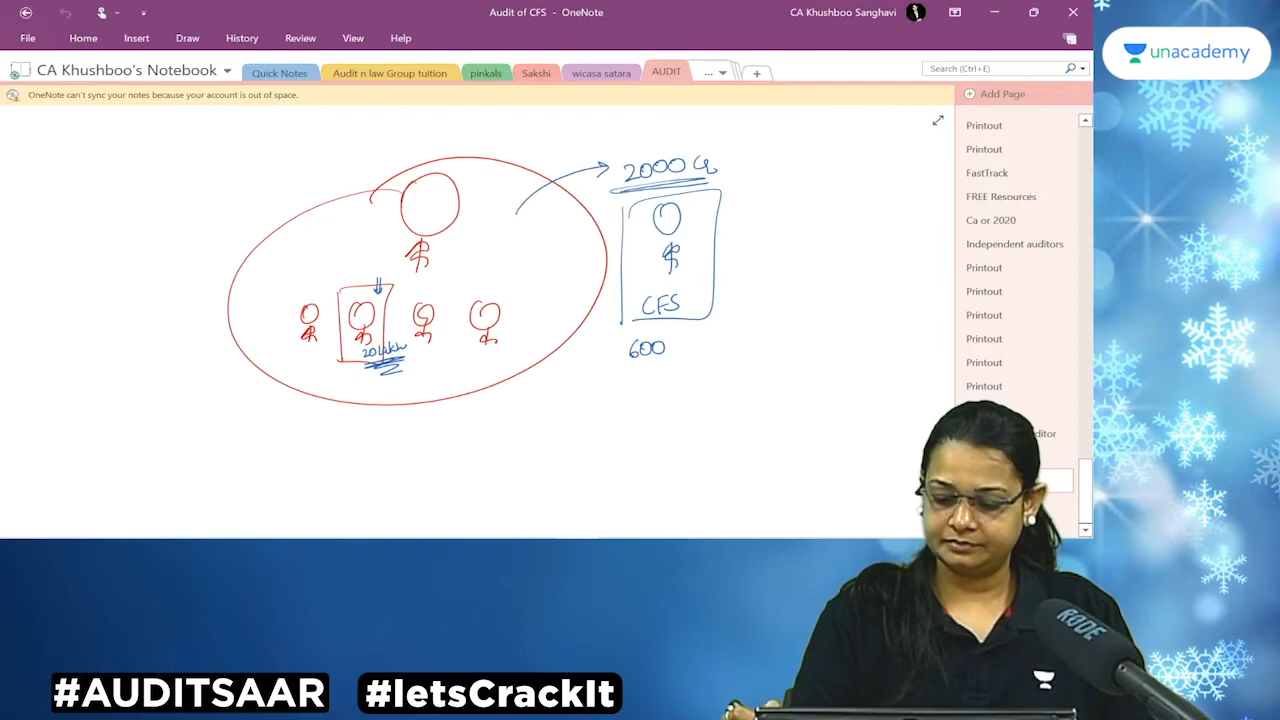 Audit of CFS - OneNote
CA Khushboo Sanghavi
File Home Insert Draw History Review View Help
CA Khushboo's Notebook
Quick Notes
Audit n law Group tuition
pinkals
Sakshi
wicasa satara
AUDIT
...
+
Search (Ctrl+E)
OneNote can't sync your notes because your account is out of space.
Add Page
Printout
Printout
FastTrack
FREE Resources
Ca or 2020
Independent auditors
Printout
Printout
Printout
Printout
Printout
Printout
2000 Cr
CFS
600
20 Lakh
unacademy
RODE
#AUDITSAAR
#letsCrackIt